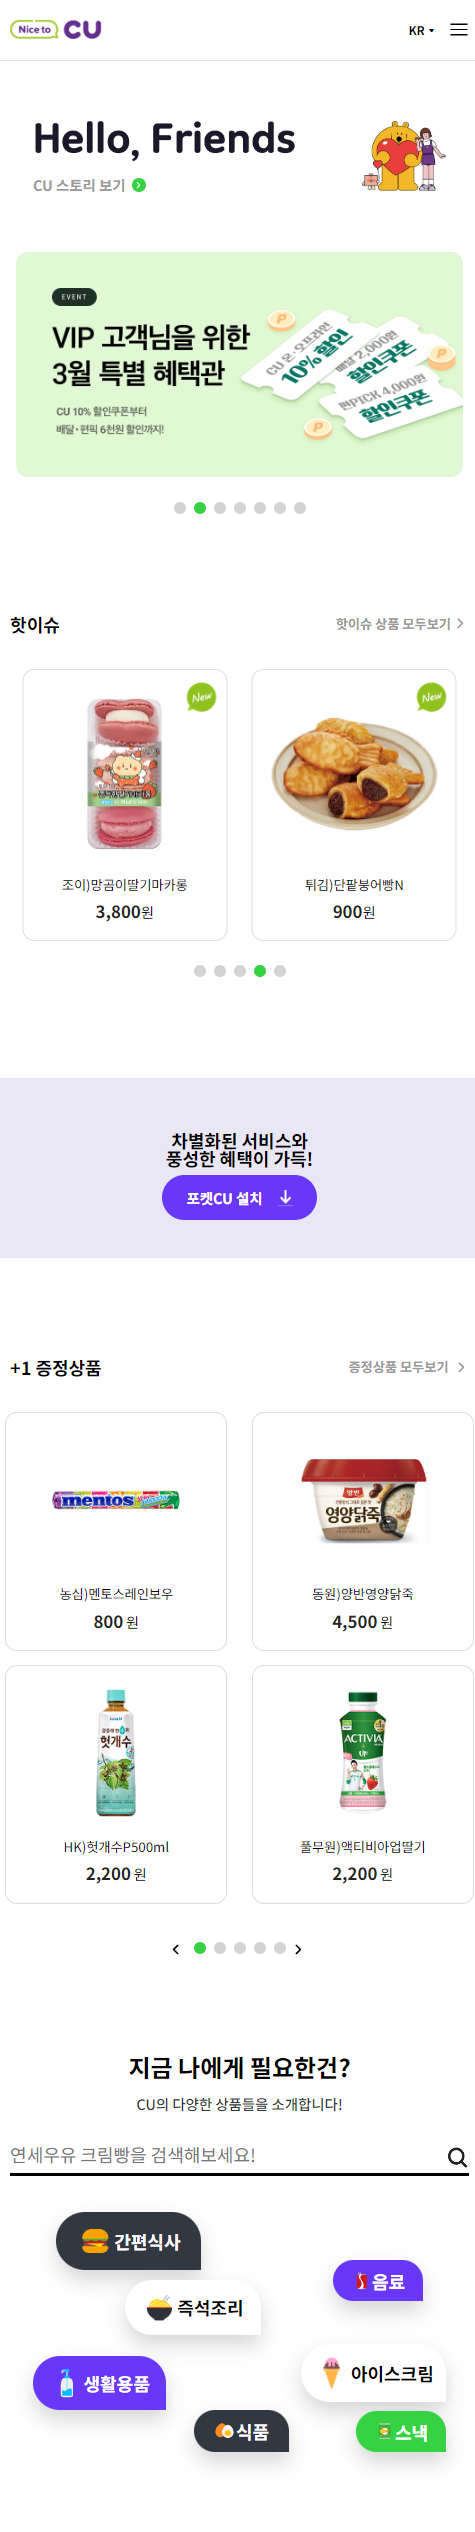 Nice to CU
KR
Hello, Friends
CU 스토리 보기
EVENT
VIP 고객님을 위한
3월 특별 혜택관
CU 10% 할인쿠폰부터
배달·편픽 6천원 할인까지!
CU 온·오프라인
10% 할인
배달 2,000원
할인쿠폰
편PICK 4,000원
할인쿠폰
핫이슈
핫이슈 상품 모두보기
New
New
조이)망곰이딸기마카롱
3,800원
튀김)단팥붕어빵N
900원
차별화된 서비스와
풍성한 혜택이 가득!
포켓CU 설치
+1 증정상품
증정상품 모두보기
mentos
양반
영양닭죽
농심)멘토스레인보우
800 원
동원)양반영양닭죽
4,500 원
헛개수
ACTIVIA
UP
HK)헛개수P500ml
2,200 원
풀무원)액티비아업딸기
2,200 원
지금 나에게 필요한건?
CU의 다양한 상품들을 소개합니다!
연세우유 크림빵을 검색해보세요!
간편식사
음료
즉석조리
아이스크림
생활용품
식품
스낵